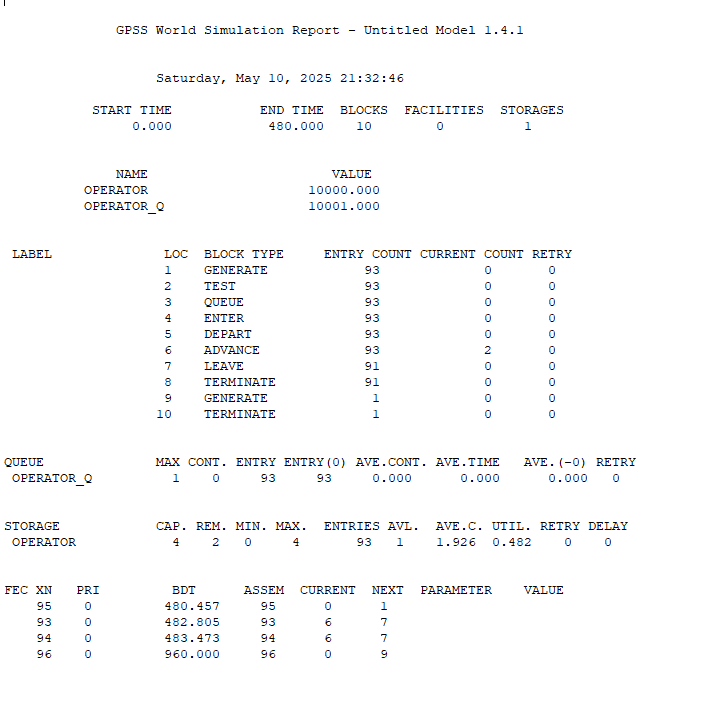 GPSS World Simulation Report - Untitled Model 1.4.1
Saturday, May 10, 2025 21:32:46
START TIME END TIME BLOCKS FACILITIES STORAGES
0.000 480.000 10 0 1
NAME VALUE
OPERATOR 10000.000
OPERATOR_Q 10001.000
LABEL LOC BLOCK TYPE ENTRY COUNT CURRENT COUNT RETRY
1 GENERATE 93 0 0
2 TEST 93 0 0
3 QUEUE 93 0 0
4 ENTER 93 0 0
5 DEPART 93 0 0
6 ADVANCE 93 2 0
7 LEAVE 91 0 0
8 TERMINATE 91 0 0
9 GENERATE 1 0 0
10 TERMINATE 1 0 0
QUEUE MAX CONT. ENTRY ENTRY(0) AVE.CONT. AVE.TIME AVE.(-0) RETRY
OPERATOR_Q 1 0 93 93 0.000 0.000 0.000 0
STORAGE CAP. REM. MIN. MAX. ENTRIES AVL. AVE.C. UTIL. RETRY DELAY
OPERATOR 4 2 0 4 93 1 1.926 0.482 0 0
FEC XN PRI BDT ASSEM CURRENT NEXT PARAMETER VALUE
95 0 480.457 95 0 1
93 0 482.805 93 6 7
94 0 483.473 94 6 7
96 0 960.000 96 0 9